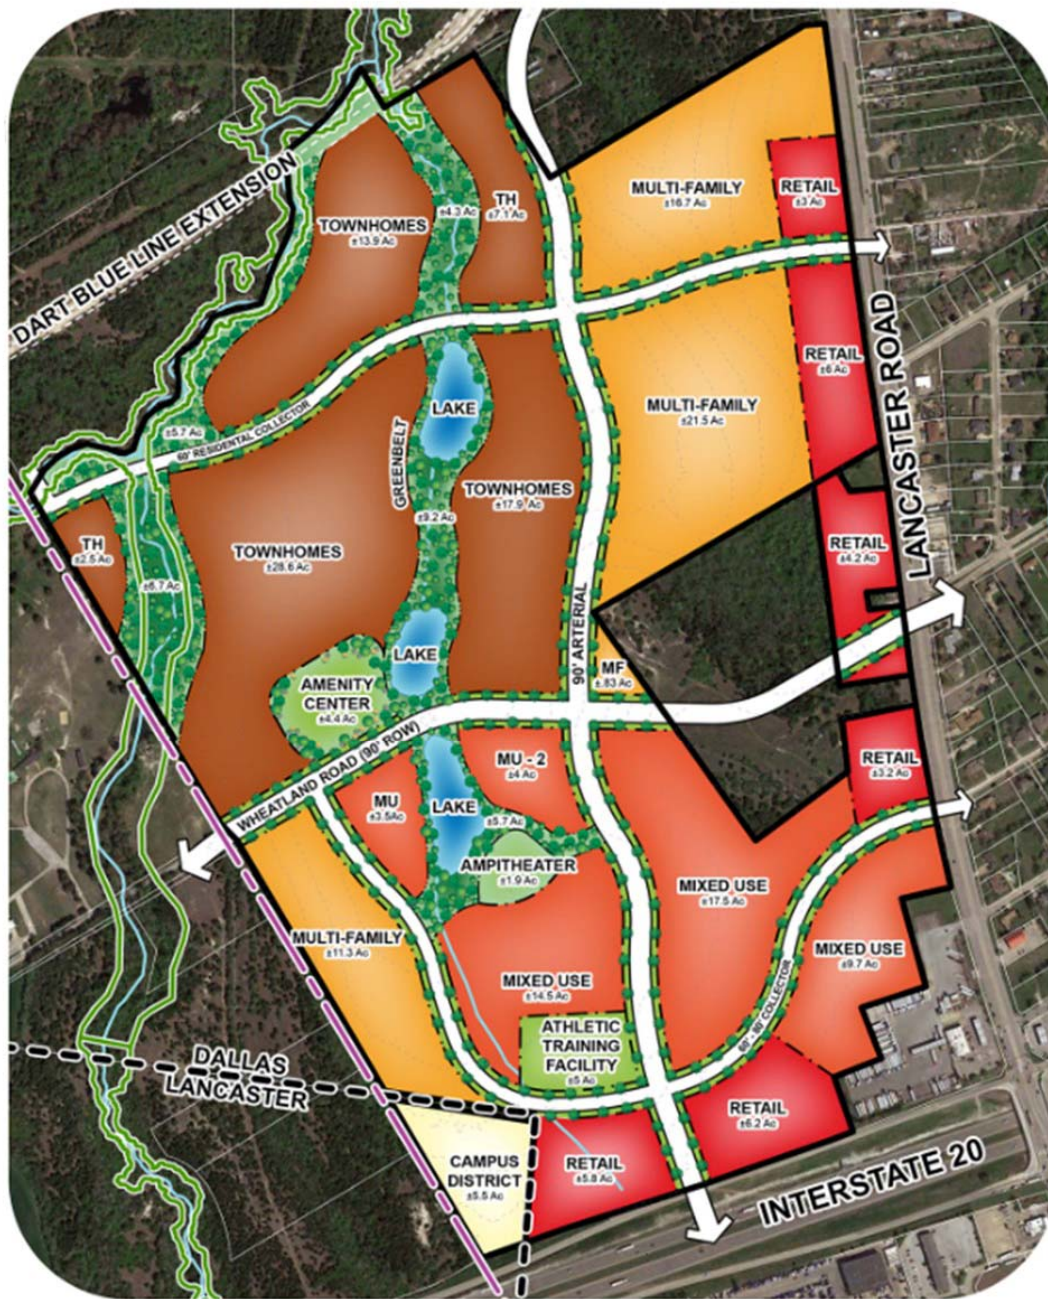 DART BLUE LINE EXTENSION
TOWNHOMES
±13.9 Ac
±4.3 Ac
TH
±7.1 Ac
MULTI-FAMILY
±16.7 Ac
RETAIL
±3 Ac
LANCASTER ROAD
RETAIL
±6 Ac
MULTI-FAMILY
±21.5 Ac
LAKE
GREENBELT
±5.7 Ac
60' RESIDENTAL COLLECTOR
TOWNHOMES
±17.9 Ac
±9.2 Ac
TH
±2.5 Ac
TOWNHOMES
±28.6 Ac
±6.7 Ac
RETAIL
±4.2 Ac
90' ARTERIAL
LAKE
MF
±.83 Ac
AMENITY
CENTER
±4.4 Ac
WHEATLAND ROAD (90' ROW)
MU - 2
±4 Ac
RETAIL
±3.2 Ac
MU
±3.5Ac
LAKE
±5.7 Ac
AMPITHEATER
±1.9 Ac
MIXED USE
±17.5 Ac
MULTI-FAMILY
±11.3 Ac
MIXED USE
±9.7 Ac
MIXED USE
±14.5 Ac
60' - 80' COLLECTOR
ATHLETIC
TRAINING
FACILITY
±5 Ac
DALLAS
LANCASTER
RETAIL
±6.2 Ac
CAMPUS
DISTRICT
±5.5 Ac
RETAIL
±5.8 Ac
INTERSTATE 20